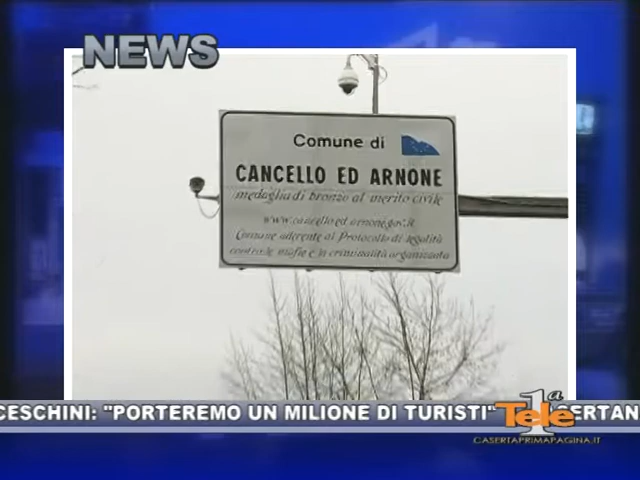 NEWS
Comune di
CANCELLO ED ARNONE
medaglia di bronzo al merito civile
www.cancelloedarnone.gov.it
Comune aderente al Protocollo di legalità
contro le mafie e la criminalità organizzata
CESCHINI: "PORTEREMO UN MILIONE DI TURISTI"
SERTAN
1a
Tele
CASERTAPRIMAPAGINA.IT